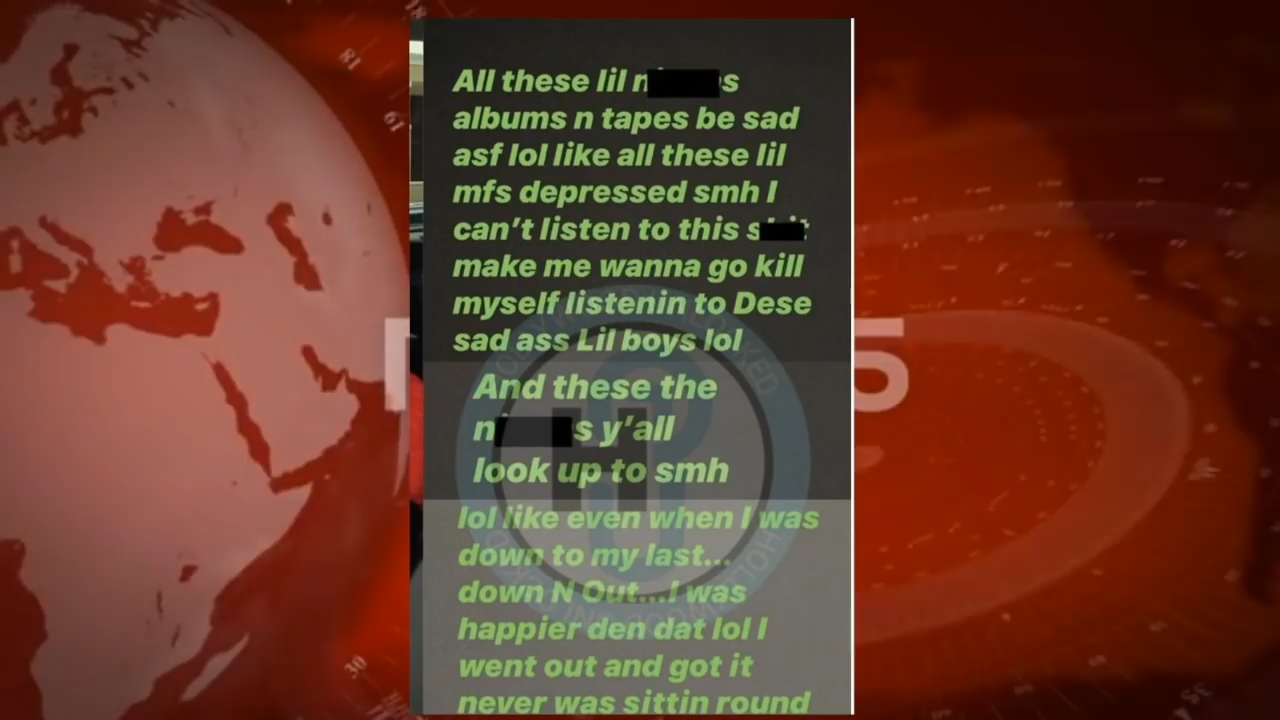 All these lil n s
albums n tapes be sad
asf lol like all these lil
mfs depressed smh I
can't listen to this s t
make me wanna go kill
myself listenin to Dese
sad ass Lil boys lol
And these the
n s y'all
look up to smh
lol like even when I was
down to my last...
down N Out...I was
happier den dat lol I
went out and got it
never was sittin round